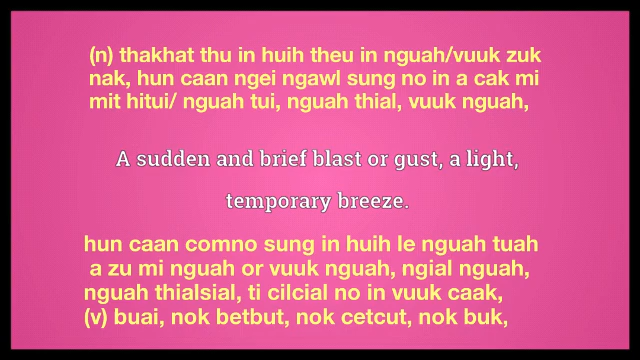 (n) thakhat thu in huih theu in nguah/vuuk zuk
nak, hun caan ngei ngawl sung no in a cak mi
mit hitui/ nguah tui, nguah thial, vuuk nguah,
A sudden and brief blast or gust, a light,
temporary breeze.
hun caan comno sung in huih le nguah tuah
a zu mi nguah or vuuk nguah, ngial nguah,
nguah thialsial, ti cilcial no in vuuk caak,
(v) buai, nok betbut, nok cetcut, nok buk,